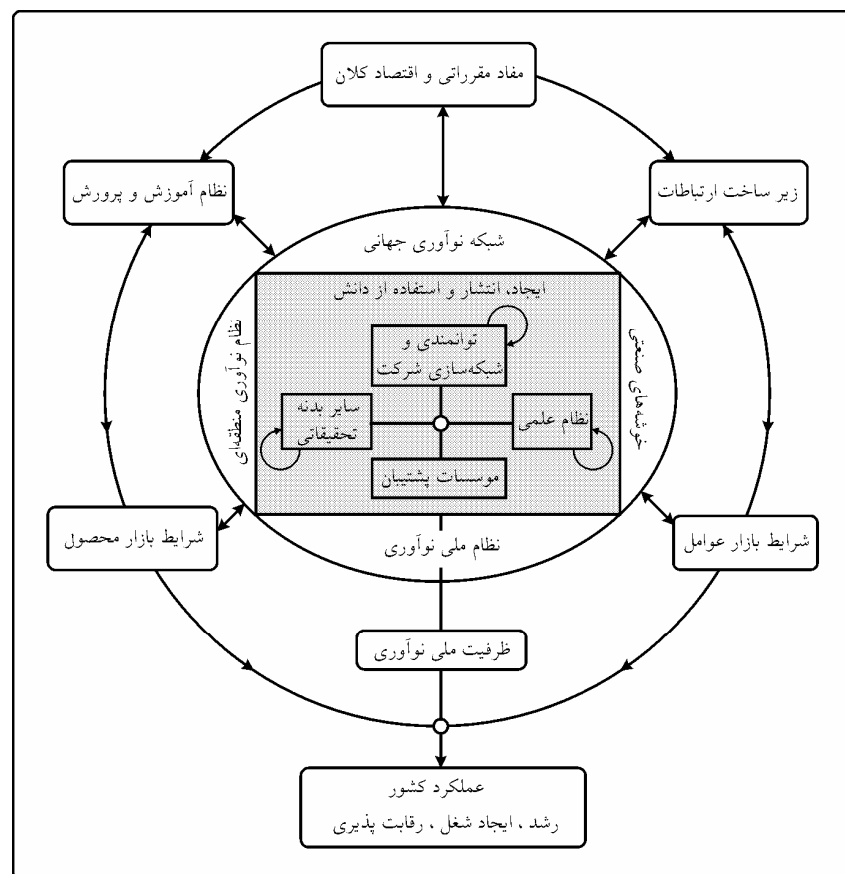 مفاد مقرراتی و اقتصاد کلان
زیر ساخت ارتباطات
نظام آموزش و پرورش
شبکه نوآوری جهانی
ایجاد، انتشار و استفاده از دانش
توانمندی و
شبکه‌سازی شرکت
خوشه‌های صنعتی
نظام علمی
سایر بدنه
تحقیقاتی
نظام نوآوری منطقه‌ای
موسسات پشتیبان
شرایط بازار عوامل
نظام ملی نوآوری
شرایط بازار محصول
ظرفیت ملی نوآوری
عملکرد کشور
رشد ، ایجاد شغل ، رقابت پذیری